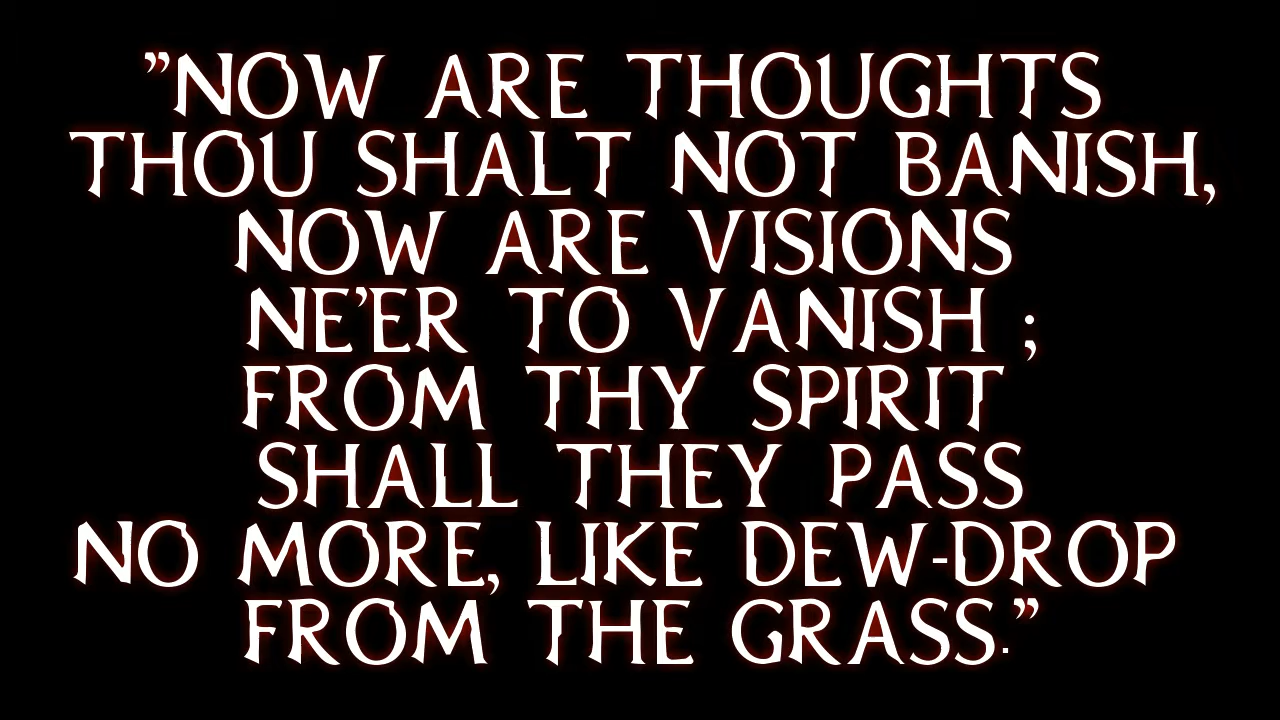 ”NOW ARE THOUGHTS
THOU SHALT NOT BANISH,
NOW ARE VISIONS
NE’ER TO VANISH ;
FROM THY SPIRIT
SHALL THEY PASS
NO MORE, LIKE DEW-DROP
FROM THE GRASS.”